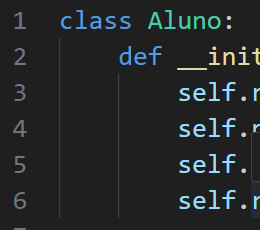 1 class Aluno:
2 def __init
3 self.r
4 self.r
5 self.
6 self.r